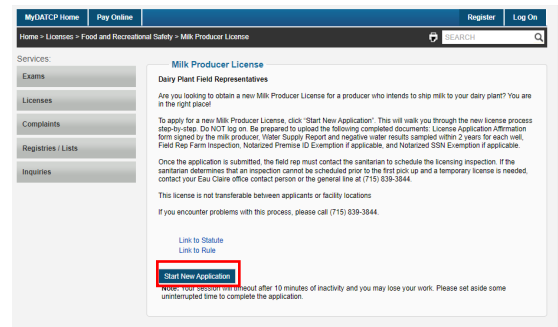 MyDATCP Home Pay Online Register Log On
Home > Licenses > Food and Recreational Safety > Milk Producer License SEARCH
Services:
Exams
Licenses
Complaints
Registries / Lists
Inquiries
Milk Producer License
Dairy Plant Field Representatives
Are you looking to obtain a new Milk Producer License for a producer who intends to ship milk to your dairy plant? You are
in the right place!
To apply for a new Milk Producer License, click "Start New Application". This will walk you through the new license process
step-by-step. Do NOT log on. Be prepared to upload the following completed documents: License Application Affirmation
form signed by the milk producer, Water Supply Report and negative water results sampled within 2 years for each well,
Field Rep Farm Inspection, Notarized Premise ID Exemption if applicable, and Notarized SSN Exemption if applicable.
Once the application is submitted, the field rep must contact the sanitarian to schedule the licensing inspection. If the
sanitarian determines that an inspection cannot be scheduled prior to the first pick up and a temporary license is needed,
contact your Eau Claire office contact person or the general line at (715) 839-3844.
This license is not transferable between applicants or facility locations
If you encounter problems with this process, please call (715) 839-3844.
Link to Statute
Link to Rule
Start New Application
Note: Your session will timeout after 10 minutes of inactivity and you may lose your work. Please set aside some
uninterrupted time to complete the application.